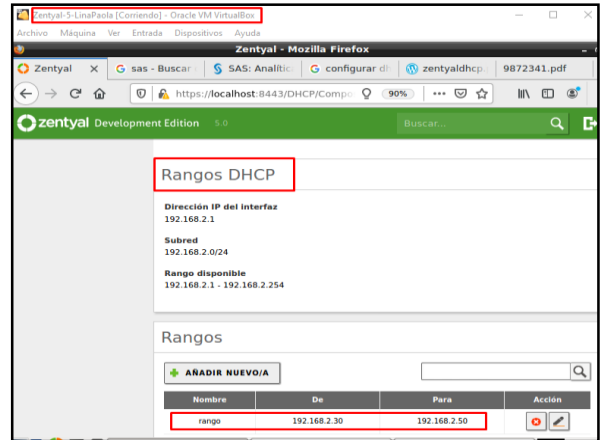 Zentyal-5-LinaPaola [Corriendo] - Oracle VM VirtualBox
Archivo Máquina Ver Entrada Dispositivos Ayuda
Zentyal - Mozilla Firefox
Zentyal
sas - Buscar
SAS: Analític
configurar dh
zentyaldhcp.
9872341.pdf
https://localhost:8443/DHCP/Compo
90%
zentyal Development Edition 5.0
Buscar...
Rangos DHCP
Dirección IP del interfaz
192.168.2.1
Subred
192.168.2.0/24
Rango disponible
192.168.2.1 - 192.168.2.254
Rangos
AÑADIR NUEVO/A
Nombre De Para Acción
rango 192.168.2.30 192.168.2.50